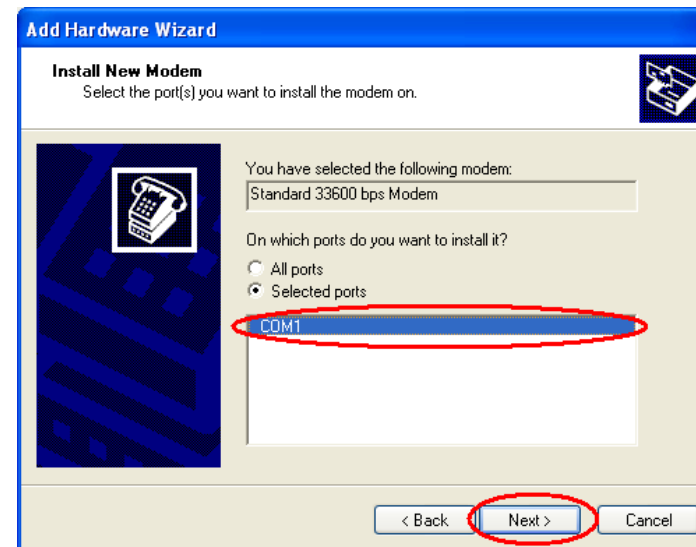 Add Hardware Wizard
Install New Modem
Select the port(s) you want to install the modem on.
You have selected the following modem:
Standard 33600 bps Modem
On which ports do you want to install it?
All ports
Selected ports
COM1
< Back Next > Cancel